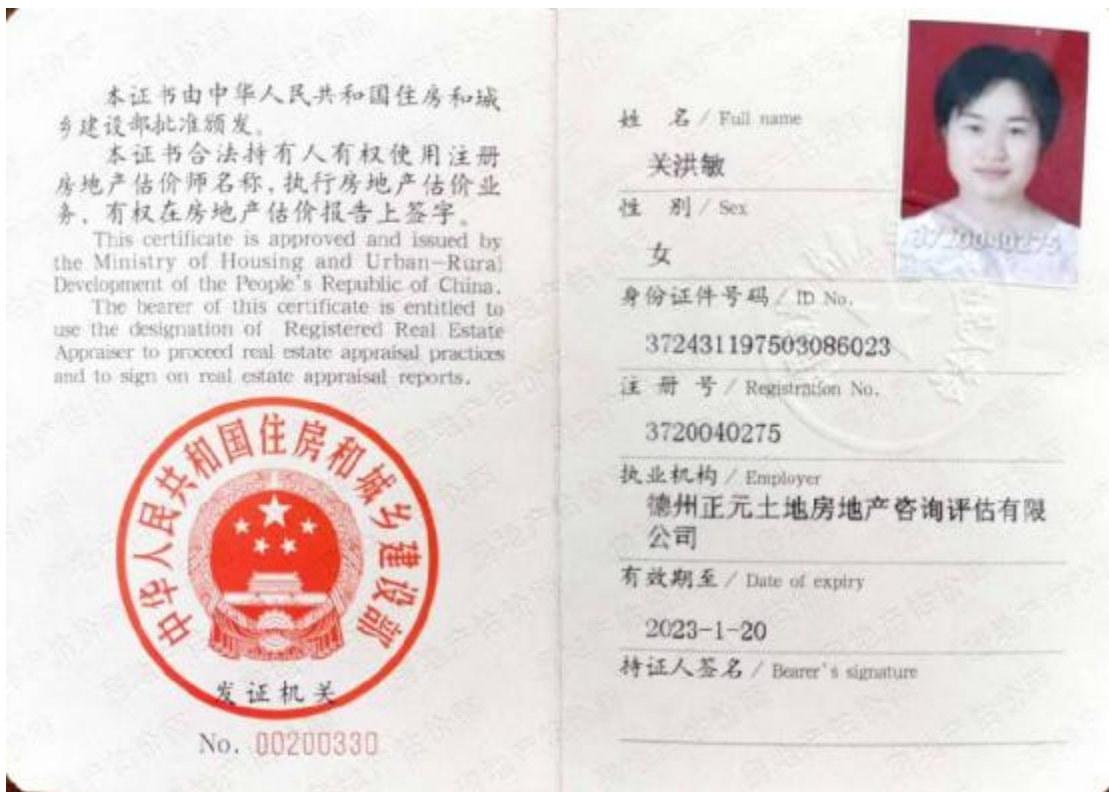 本证书由中华人民共和国住房和城
乡建设部批准颁发。
本证书合法持有人有权使用注册
房地产估价师名称,执行房地产估价业
务,有权在房地产估价报告上签字。
This certificate is approved and issued by
the Ministry of Housing and Urban-Rural
Development of the People's Republic of China.
The bearer of this certificate is entitled to
use the designation of Registered Real Estate
Appraiser to proceed real estate appraisal practices
and to sign on real estate appraisal reports.
中华人民共和国住房和城乡建设部
发证机关
No. 00200330
姓 名 / Full name
关洪敏
性 别 / Sex
女
身份证件号码 / ID No.
372431197503086023
注 册 号 / Registration No.
3720040275
执业机构 / Employer
德州正元土地房地产咨询评估有限
公司
有效期至 / Date of expiry
2023-1-20
持证人签名 / Bearer's signature
3720040275